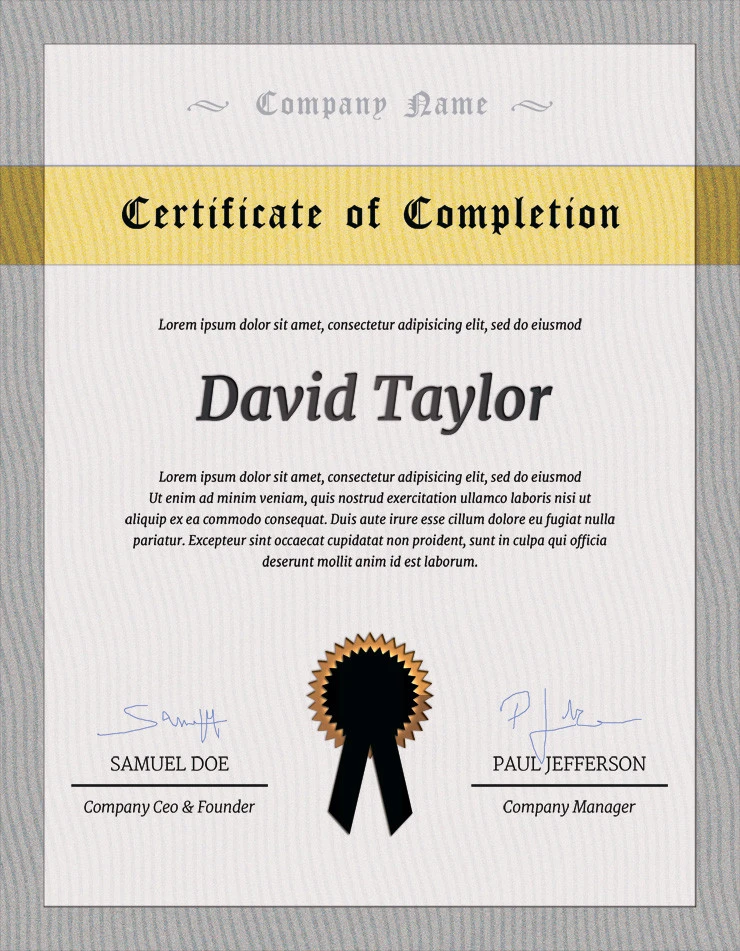 Company Name
Certificate of Completion
Lorem ipsum dolor sit amet, consectetur adipisicing elit, sed do eiusmod
David Taylor
Lorem ipsum dolor sit amet, consectetur adipisicing elit, sed do eiusmod
Ut enim ad minim veniam, quis nostrud exercitation ullamco laboris nisi ut
aliquip ex ea commodo consequat. Duis aute irure esse cillum dolore eu fugiat nulla
pariatur. Excepteur sint occaecat cupidatat non proident, sunt in culpa qui officia
deserunt mollit anim id est laborum.
SAMUEL DOE
Company Ceo & Founder
PAUL JEFFERSON
Company Manager